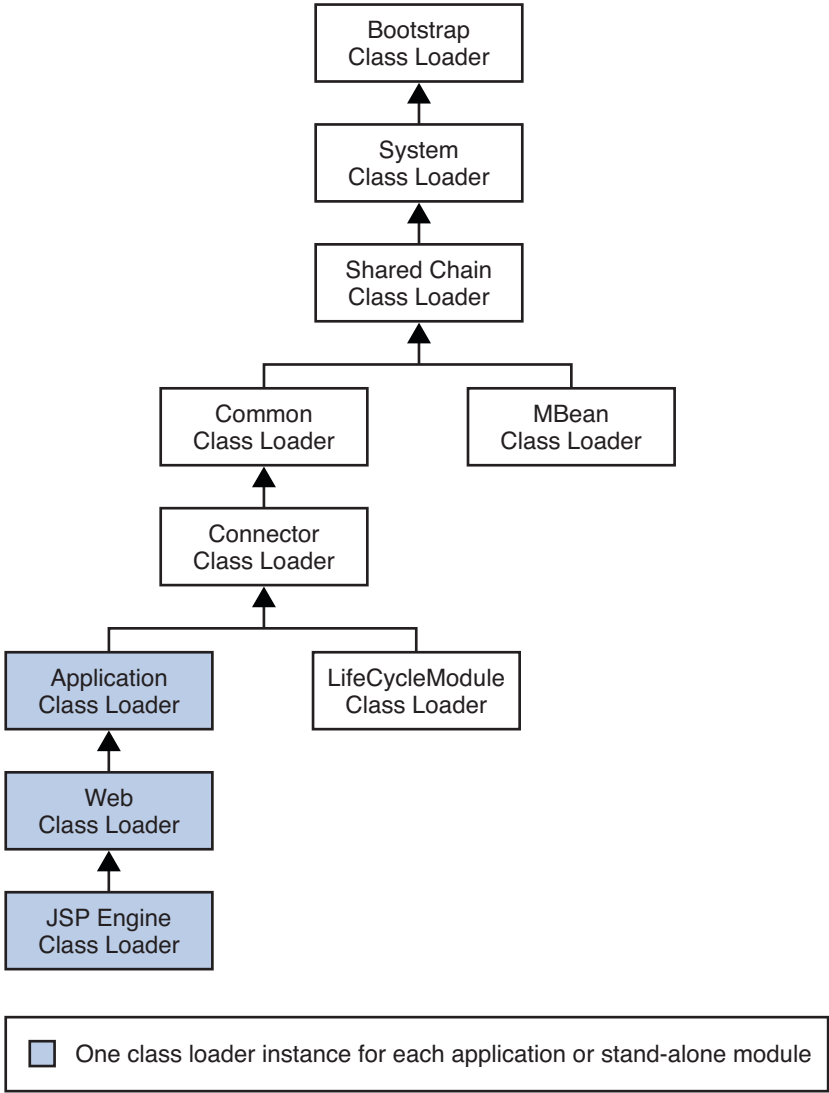 Bootstrap
Class Loader
System
Class Loader
Shared Chain
Class Loader
Common
Class Loader
MBean
Class Loader
Connector
Class Loader
Application
Class Loader
LifeCycleModule
Class Loader
Web
Class Loader
JSP Engine
Class Loader
One class loader instance for each application or stand-alone module